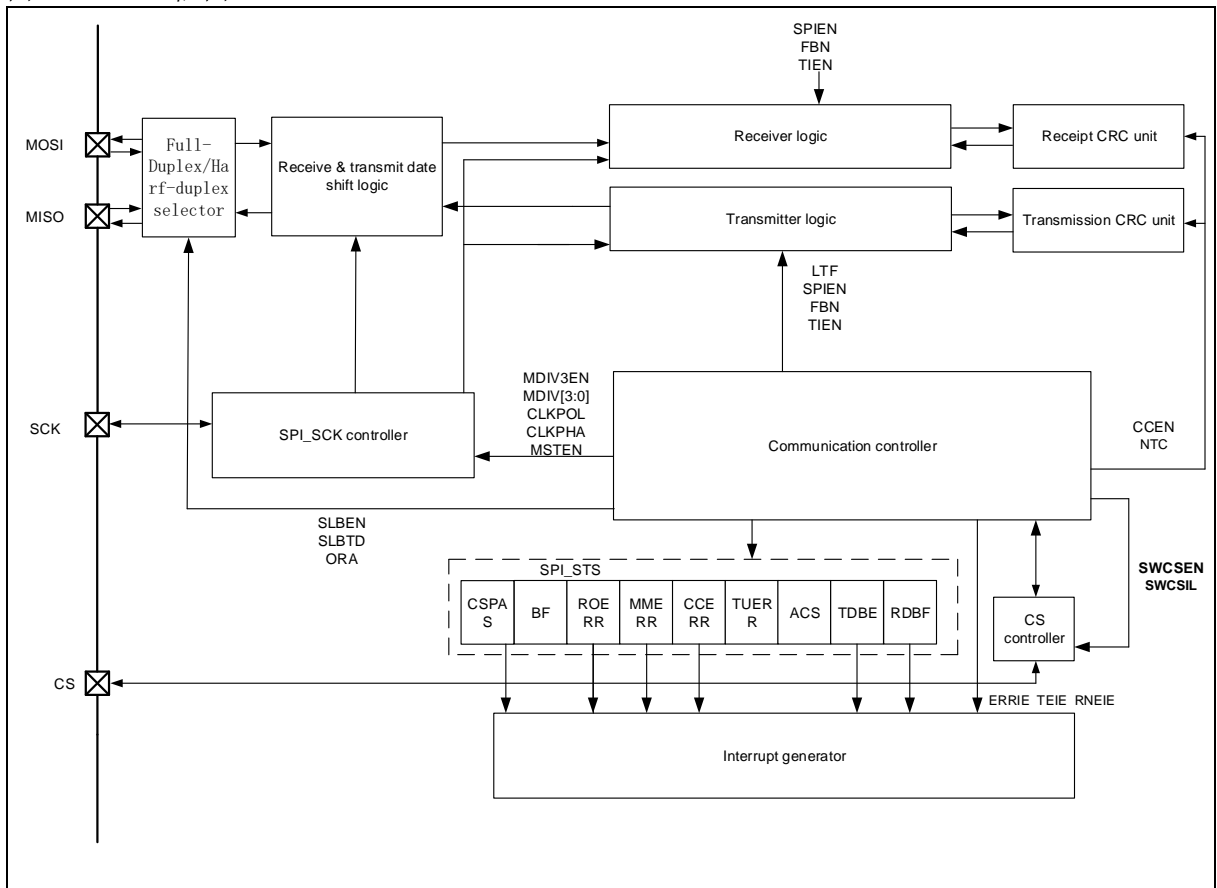 SPIEN
FBN
TIEN
MOSI
Full-
Duplex/Ha
rf-duplex
selector
Receive & transmit date
shift logic
Receiver logic
Receipt CRC unit
MISO
Transmitter logic
Transmission CRC unit
LTF
SPIEN
FBN
TIEN
MDIV3EN
MDIV[3:0]
CLKPOL
CLKPHA
MSTEN
SCK
SPI_SCK controller
Communication controller
CCEN
NTC
SLBEN
SLBTD
ORA
SPI_STS
CSPA
S
BF
ROE
RR
MME
RR
CCE
RR
TUER
R
ACS
TDBE
RDBF
SWCSEN
SWCSIL
CS
controller
CS
ERRIE TEIE RNEIE
Interrupt generator